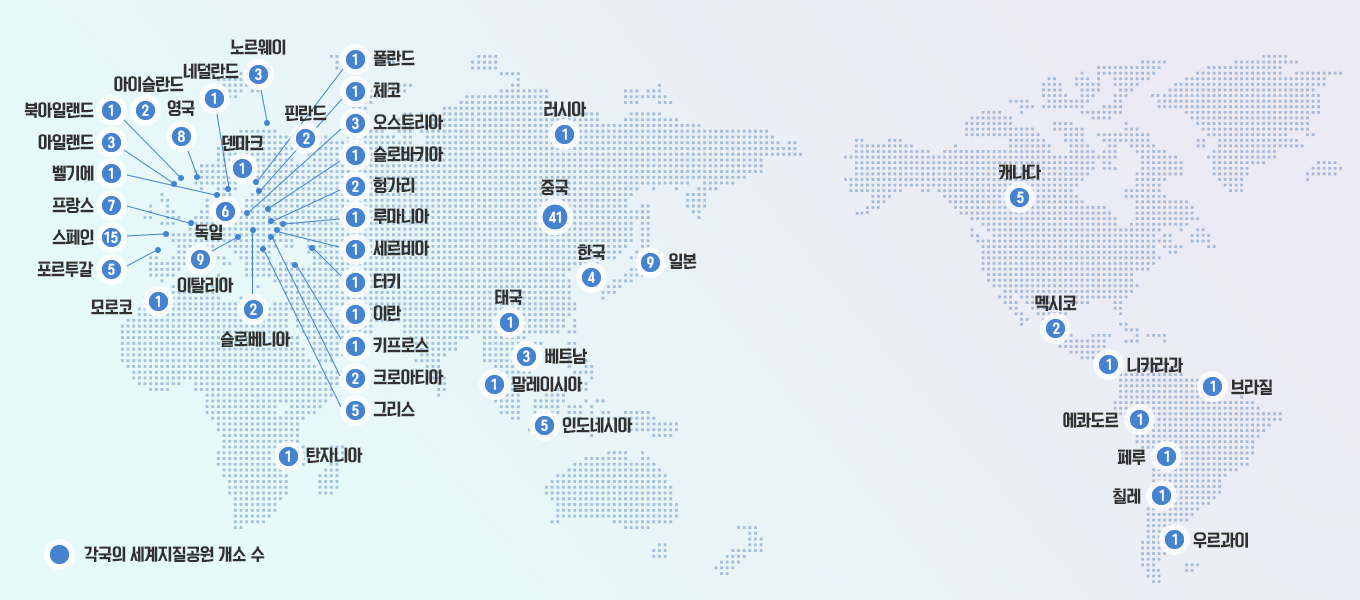 노르웨이
3
네덜란드
1
아이슬란드
2
북아일랜드
1
영국
8
아일랜드
3
벨기에
1
프랑스
7
스페인
15
포르투갈
5
모로코
1
덴마크
1
핀란드
2
6
독일
9
이탈리아
2
슬로베니아
1 폴란드
1 체코
3 오스트리아
1 슬로바키아
2 헝가리
1 루마니아
1 세르비아
1 터키
1 이란
1 키프로스
2 크로아티아
5 그리스
1 탄자니아
러시아
1
중국
41
한국
4
9 일본
태국
1
3 베트남
1 말레이시아
5 인도네시아
캐나다
5
멕시코
2
1 니카라과
1 브라질
에콰도르 1
페루 1
칠레 1
1 우르과이
각국의 세계지질공원 개소 수